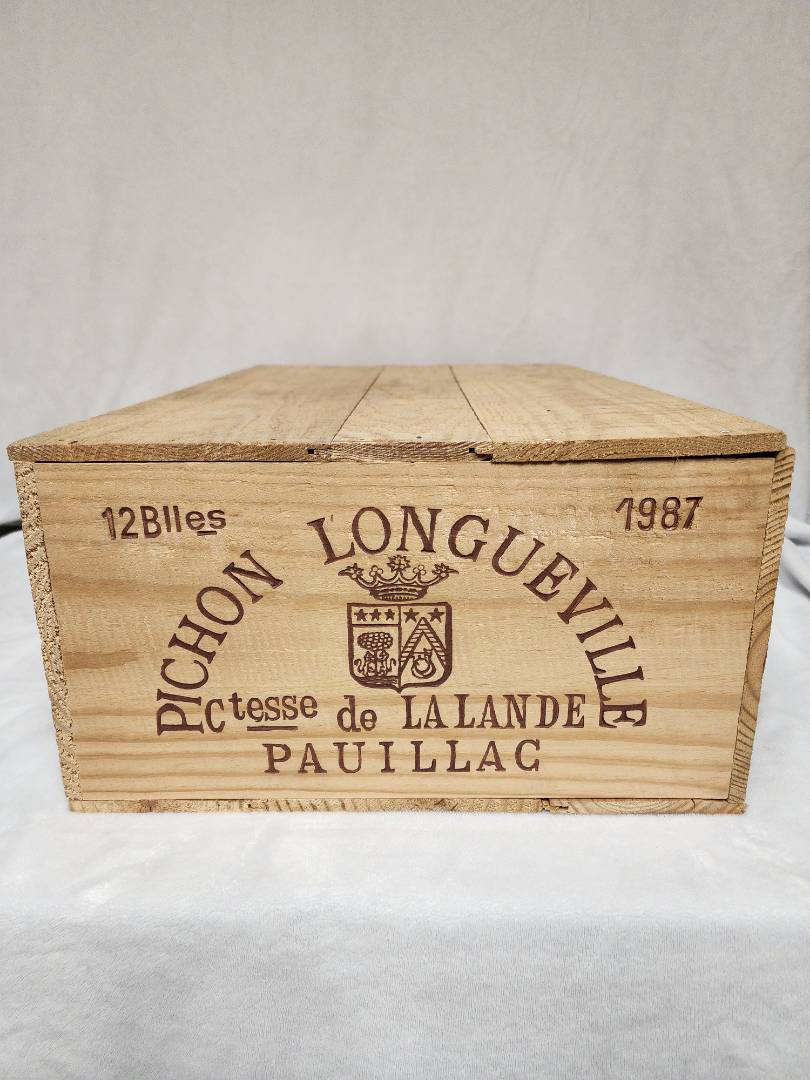 12Blles
1987
PICHON LONGUEVILLE
Ctesse de LALANDE
PAUILLAC